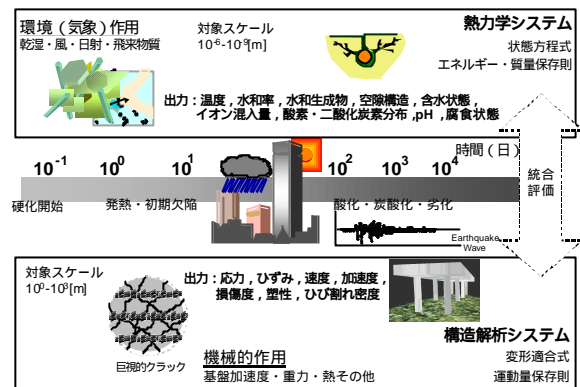 環境（気象）作用
乾湿・風・日射・飛来物質
対象スケール
10⁻⁶-10⁻⁹[m]
熱力学システム
状態方程式
エネルギー・質量保存則
出力：温度，水和率，水和生成物，空隙構造，含水状態，
イオン混入量，酸素・二酸化炭素分布，pH，腐食状態
時間（日）
10⁻¹ 10⁰ 10¹ 10² 10³ 10⁴
硬化開始 発熱・初期欠陥 酸化・炭酸化・劣化
統合
評価
Earthquake
Wave
対象スケール
10⁰-10³[m]
出力：応力，ひずみ，速度，加速度，
損傷度，塑性，ひび割れ密度
巨視的クラック
機械的作用
基盤加速度・重力・熱その他
構造解析システム
変形適合式
運動量保存則